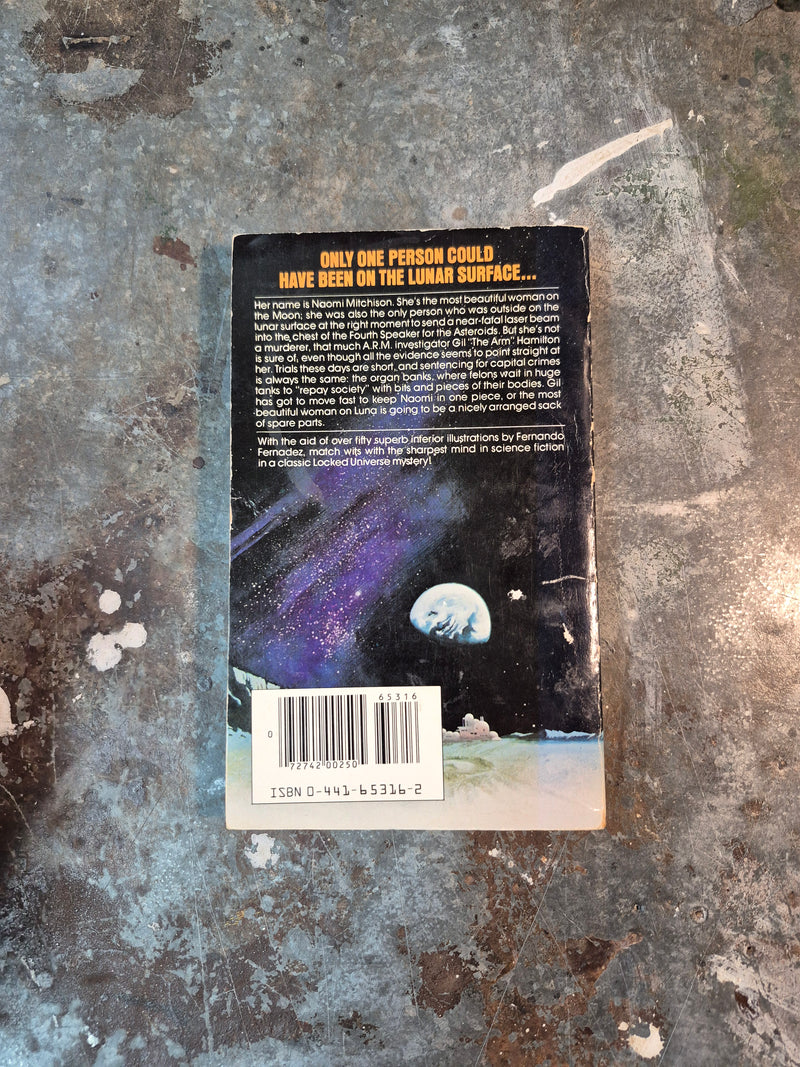 ONLY ONE PERSON COULD
HAVE BEEN ON THE LUNAR SURFACE...
Her name is Naomi Mitchison. She's the most beautiful woman on
the Moon; she was also the only person who was outside on the
lunar surface at the right moment to send a near-fatal laser beam
into the chest of the Fourth Speaker for the Asteroids. But she's not
a murderer, that much A.R.M. investigator Gil "The Arm" Hamilton
is sure of, even though all the evidence seems to point straight at
her. Trials these days are short, and sentencing for capital crimes
is always the same: the organ banks, where felons wait in huge
tanks to "repay society" with bits and pieces of their bodies. Gil
has got to move fast to keep Naomi in one piece, or the most
beautiful woman on Luna is going to be a nicely arranged sack
of spare parts.
With the aid of over fifty superb interior illustrations by Fernando
Fernadez, match wits with the sharpest mind in science fiction
in a classic Locked Universe mystery!
65316
0
72742 00250
ISBN 0-441-65316-2